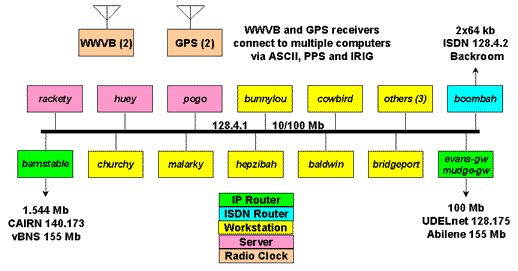 WWVB (2)
GPS (2)
WWVB and GPS receivers
connect to multiple computers
via ASCII, PPS and IRIG
2x64 kb
ISDN 128.4.2
Backroom
rackety
huey
pogo
bunnylou
cowbird
others (3)
boombah
128.4.1 10/100 Mb
barnstable
churchy
malarky
hepzibah
baldwin
bridgeport
evans-gw
mudge-gw
1.544 Mb
CAIRN 140.173
vBNS 155 Mb
IP Router
ISDN Router
Workstation
Server
Radio Clock
100 Mb
UDELnet 128.175
Abilene 155 Mb